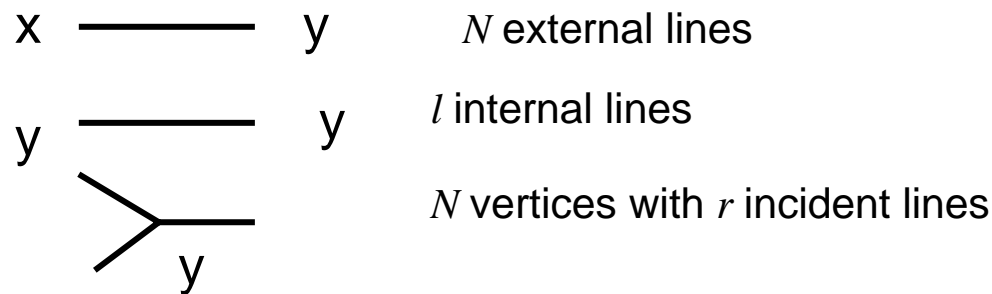 x y N external lines
y y l internal lines
N vertices with r incident lines
y